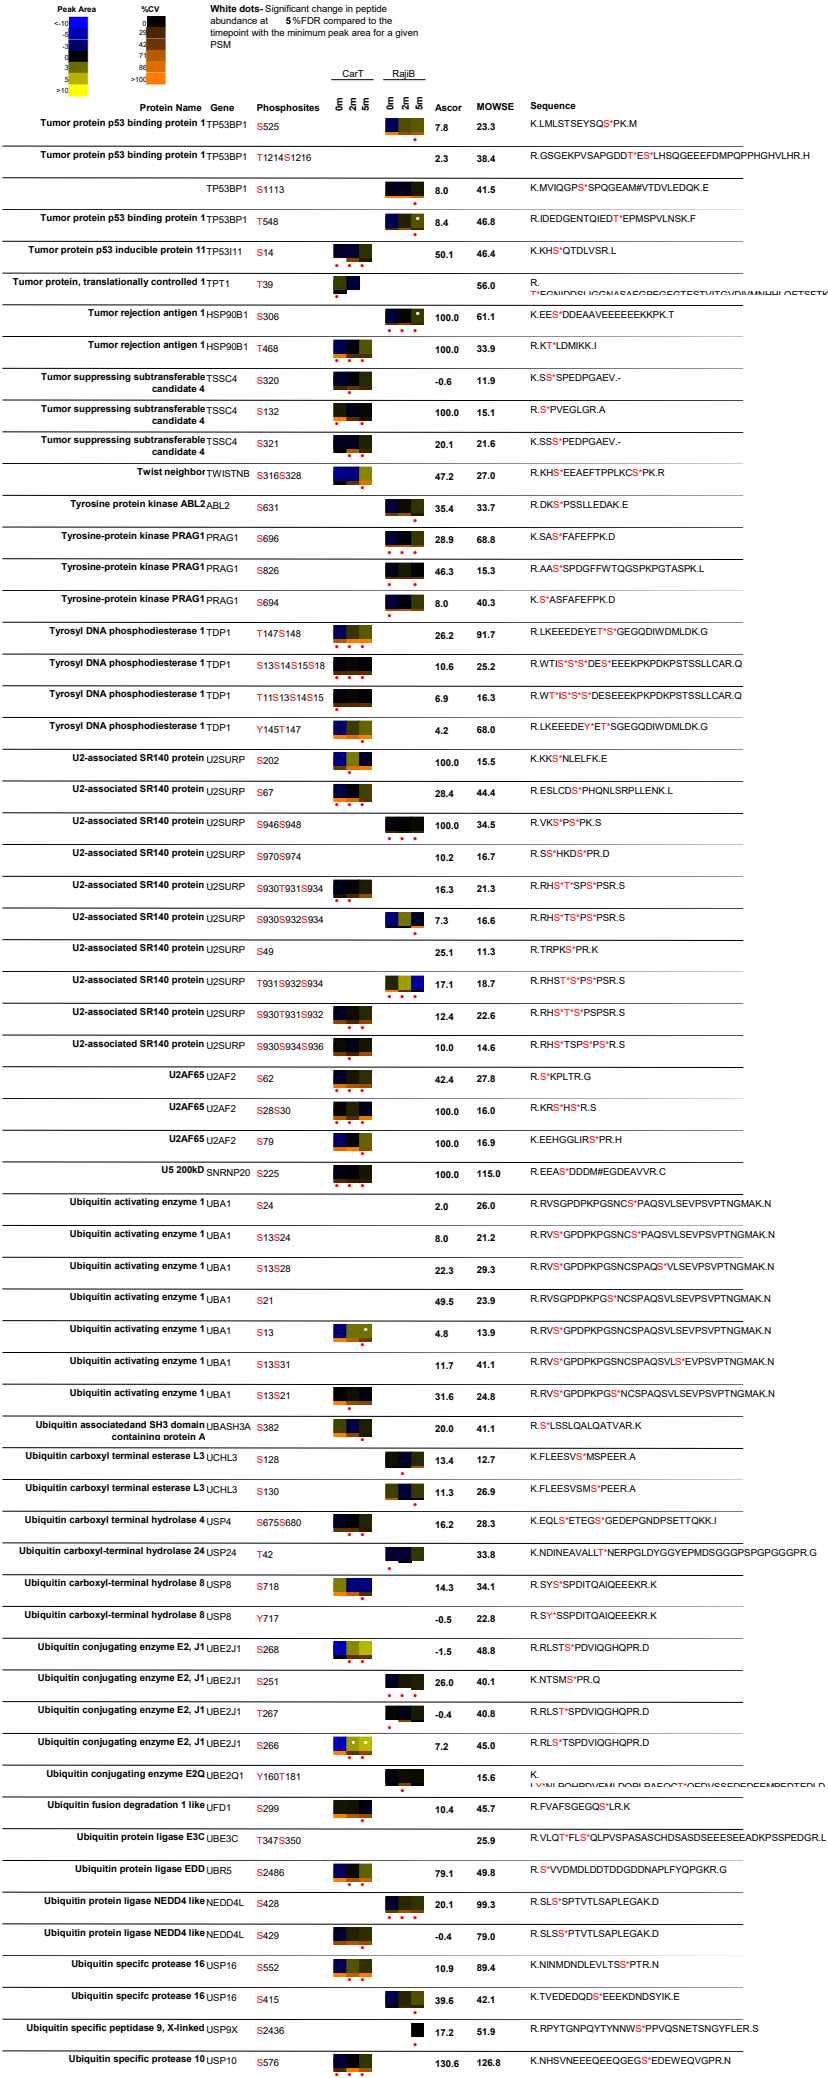 Peak Area
%CV
White dots- Significant change in peptide
abundance at 5 %FDR compared to the
timepoint with the minimum peak area for a given
PSM
<-10
-5
-3
0
3
5
>10
0
29
42
71
86
>100
CarT RajiB
Protein Name Gene Phosphosites 0m 2m 5m 0m 2m 5m Ascor MOWSE Sequence
Tumor protein p53 binding protein 1 TP53BP1 S525 7.8 23.3 K.LMLSTSEYSQS*PK.M
Tumor protein p53 binding protein 1 TP53BP1 T1214S1216 2.3 38.4 R.GSGEKPVSAPGDDT*ES*LHSQGEEEFDMPQPPHGHVLHR.H
TP53BP1 S1113 8.0 41.5 K.MVIQGPS*SPQGEAM#VTDVLEDQK.E
Tumor protein p53 binding protein 1 TP53BP1 T548 8.4 46.8 R.IDEDGENTQIEDT*EPMSPVLNSK.F
Tumor protein p53 inducible protein 11 TP53I11 S14 50.1 46.4 K.KHS*QTDLVSR.L
Tumor protein, translationally controlled 1 TPT1 T39 56.0 R.
Tumor rejection antigen 1 HSP90B1 S306 100.0 61.1 K.EES*DDEAAVEEEEEEKKPK.T
Tumor rejection antigen 1 HSP90B1 T468 100.0 33.9 R.KT*LDMIKK.I
Tumor suppressing subtransferable candidate 4 TSSC4 S320 -0.6 11.9 K.SS*SPEDPGAEV.-
Tumor suppressing subtransferable candidate 4 TSSC4 S132 100.0 15.1 R.S*PVEGLGR.A
Tumor suppressing subtransferable candidate 4 TSSC4 S321 20.1 21.6 K.SSS*PEDPGAEV.-
Twist neighbor TWISTNB S316S328 47.2 27.0 R.KHS*EEAEFTPPLKCS*PK.R
Tyrosine protein kinase ABL2 ABL2 S631 35.4 33.7 R.DKS*PSSLLEDAK.E
Tyrosine-protein kinase PRAG1 PRAG1 S696 28.9 68.8 K.SAS*FAFEFPK.D
Tyrosine-protein kinase PRAG1 PRAG1 S826 46.3 15.3 R.AAS*SPDGFFWTQGSPKPGTASPK.L
Tyrosine-protein kinase PRAG1 PRAG1 S694 8.0 40.3 K.S*ASFAFEFPK.D
Tyrosyl DNA phosphodiesterase 1 TDP1 T147S148 26.2 91.7 R.LKEEEDEYET*S*GEGQDIWDMLDK.G
Tyrosyl DNA phosphodiesterase 1 TDP1 S13S14S15S18 10.6 25.2 R.WTIS*S*S*DES*EEEKPKPDKPSTSSLLCAR.Q
Tyrosyl DNA phosphodiesterase 1 TDP1 T11S13S14S15 6.9 16.3 R.WT*IS*S*S*DESEEEKPKPDKPSTSSLLCAR.Q
Tyrosyl DNA phosphodiesterase 1 TDP1 Y145T147 4.2 68.0 R.LKEEEDEY*ET*SGEGQDIWDMLDK.G
U2-associated SR140 protein U2SURP S202 100.0 15.5 K.KKS*NLELFK.E
U2-associated SR140 protein U2SURP S67 28.4 44.4 R.ESLCDS*PHQNLSRPLLENK.L
U2-associated SR140 protein U2SURP S946S948 100.0 34.5 R.VKS*PS*PK.S
U2-associated SR140 protein U2SURP S970S974 10.2 16.7 R.SS*HKDS*PR.D
U2-associated SR140 protein U2SURP S930T931S934 16.3 21.3 R.RHS*T*SPS*PSR.S
U2-associated SR140 protein U2SURP S930S932S934 7.3 16.6 R.RHS*TS*PS*PSR.S
U2-associated SR140 protein U2SURP S49 25.1 11.3 R.TRPKS*PR.K
U2-associated SR140 protein U2SURP T931S932S934 17.1 18.7 R.RHST*S*PS*PSR.S
U2-associated SR140 protein U2SURP S930T931S932 12.4 22.6 R.RHS*T*S*PSPSR.S
U2-associated SR140 protein U2SURP S930S934S936 10.0 14.6 R.RHS*TSPS*PS*R.S
U2AF65 U2AF2 S62 42.4 27.8 R.S*KPLTR.G
U2AF65 U2AF2 S28S30 100.0 16.0 R.KRS*HS*R.S
U2AF65 U2AF2 S79 100.0 16.9 K.EEHGGLIRS*PR.H
U5 200kD SNRNP20 S225 100.0 115.0 R.EEAS*DDDM#EGDEAVVR.C
Ubiquitin activating enzyme 1 UBA1 S24 2.0 26.0 R.RVSGPDPKPGSNCS*PAQSVLSEVPSVPTNGMAK.N
Ubiquitin activating enzyme 1 UBA1 S13S24 8.0 21.2 R.RVS*GPDPKPGSNCS*PAQSVLSEVPSVPTNGMAK.N
Ubiquitin activating enzyme 1 UBA1 S13S28 22.3 29.3 R.RVS*GPDPKPGSNCSPAQS*VLSEVPSVPTNGMAK.N
Ubiquitin activating enzyme 1 UBA1 S21 49.5 23.9 R.RVSGPDPKPGS*NCSPAQSVLSEVPSVPTNGMAK.N
Ubiquitin activating enzyme 1 UBA1 S13 4.8 13.9 R.RVS*GPDPKPGSNCSPAQSVLSEVPSVPTNGMAK.N
Ubiquitin activating enzyme 1 UBA1 S13S31 11.7 41.1 R.RVS*GPDPKPGSNCSPAQSVLS*EVPSVPTNGMAK.N
Ubiquitin activating enzyme 1 UBA1 S13S21 31.6 24.8 R.RVS*GPDPKPGS*NCSPAQSVLSEVPSVPTNGMAK.N
Ubiquitin associatedand SH3 domain containing protein A UBASH3A S382 20.0 41.1 R.S*LSSLQALQATVAR.K
Ubiquitin carboxyl terminal esterase L3 UCHL3 S128 13.4 12.7 K.FLEESVS*MSPEER.A
Ubiquitin carboxyl terminal esterase L3 UCHL3 S130 11.3 26.9 K.FLEESVSMS*PEER.A
Ubiquitin carboxyl terminal hydrolase 4 USP4 S675S680 16.2 28.3 K.EQLS*ETEGS*GEDEPGNDPSETTQKK.I
Ubiquitin carboxyl-terminal hydrolase 24 USP24 T42 33.8 K.NDINEAVALLT*NERPGLDYGGYEPMDSGGGPSPGPGGGPR.G
Ubiquitin carboxyl-terminal hydrolase 8 USP8 S718 14.3 34.1 R.SYS*SPDITQAIQEEEKR.K
Ubiquitin carboxyl-terminal hydrolase 8 USP8 Y717 -0.5 22.8 R.SY*SSPDITQAIQEEEKR.K
Ubiquitin conjugating enzyme E2, J1 UBE2J1 S268 -1.5 48.8 R.RLSTS*PDVIQGHQPR.D
Ubiquitin conjugating enzyme E2, J1 UBE2J1 S251 26.0 40.1 K.NTSMS*PR.Q
Ubiquitin conjugating enzyme E2, J1 UBE2J1 T267 -0.4 40.8 R.RLST*SPDVIQGHQPR.D
Ubiquitin conjugating enzyme E2, J1 UBE2J1 S266 7.2 45.0 R.RLS*TSPDVIQGHQPR.D
Ubiquitin conjugating enzyme E2Q UBE2Q1 Y160T181 15.6 K.
Ubiquitin fusion degradation 1 like UFD1 S299 10.4 45.7 R.FVAFSGEGQS*LR.K
Ubiquitin protein ligase E3C UBE3C T347S350 25.9 R.VLQT*FLS*QLPVSPASASCHDSASDSEEESEEADKPSSPEDGR.L
Ubiquitin protein ligase EDD UBR5 S2486 79.1 49.8 R.S*VVDMDLDDTDDGDDNAPLFYQPGKR.G
Ubiquitin protein ligase NEDD4 like NEDD4L S428 20.1 99.3 R.SLS*SPTVTLSAPLEGAK.D
Ubiquitin protein ligase NEDD4 like NEDD4L S429 -0.4 79.0 R.SLSS*PTVTLSAPLEGAK.D
Ubiquitin specifc protease 16 USP16 S552 10.9 89.4 K.NINMDNDLEVLTSS*PTR.N
Ubiquitin specifc protease 16 USP16 S415 39.6 42.1 K.TVEDEDQDS*EEEKDNDSYIK.E
Ubiquitin specific peptidase 9, X-linked USP9X S2436 17.2 51.9 R.RPYTGNPQYTYNNWS*PPVQSNETSNGYFLER.S
Ubiquitin specific protease 10 USP10 S576 130.6 126.8 K.NHSVNEEEQEEQGEGS*EDEWEQVGPR.N